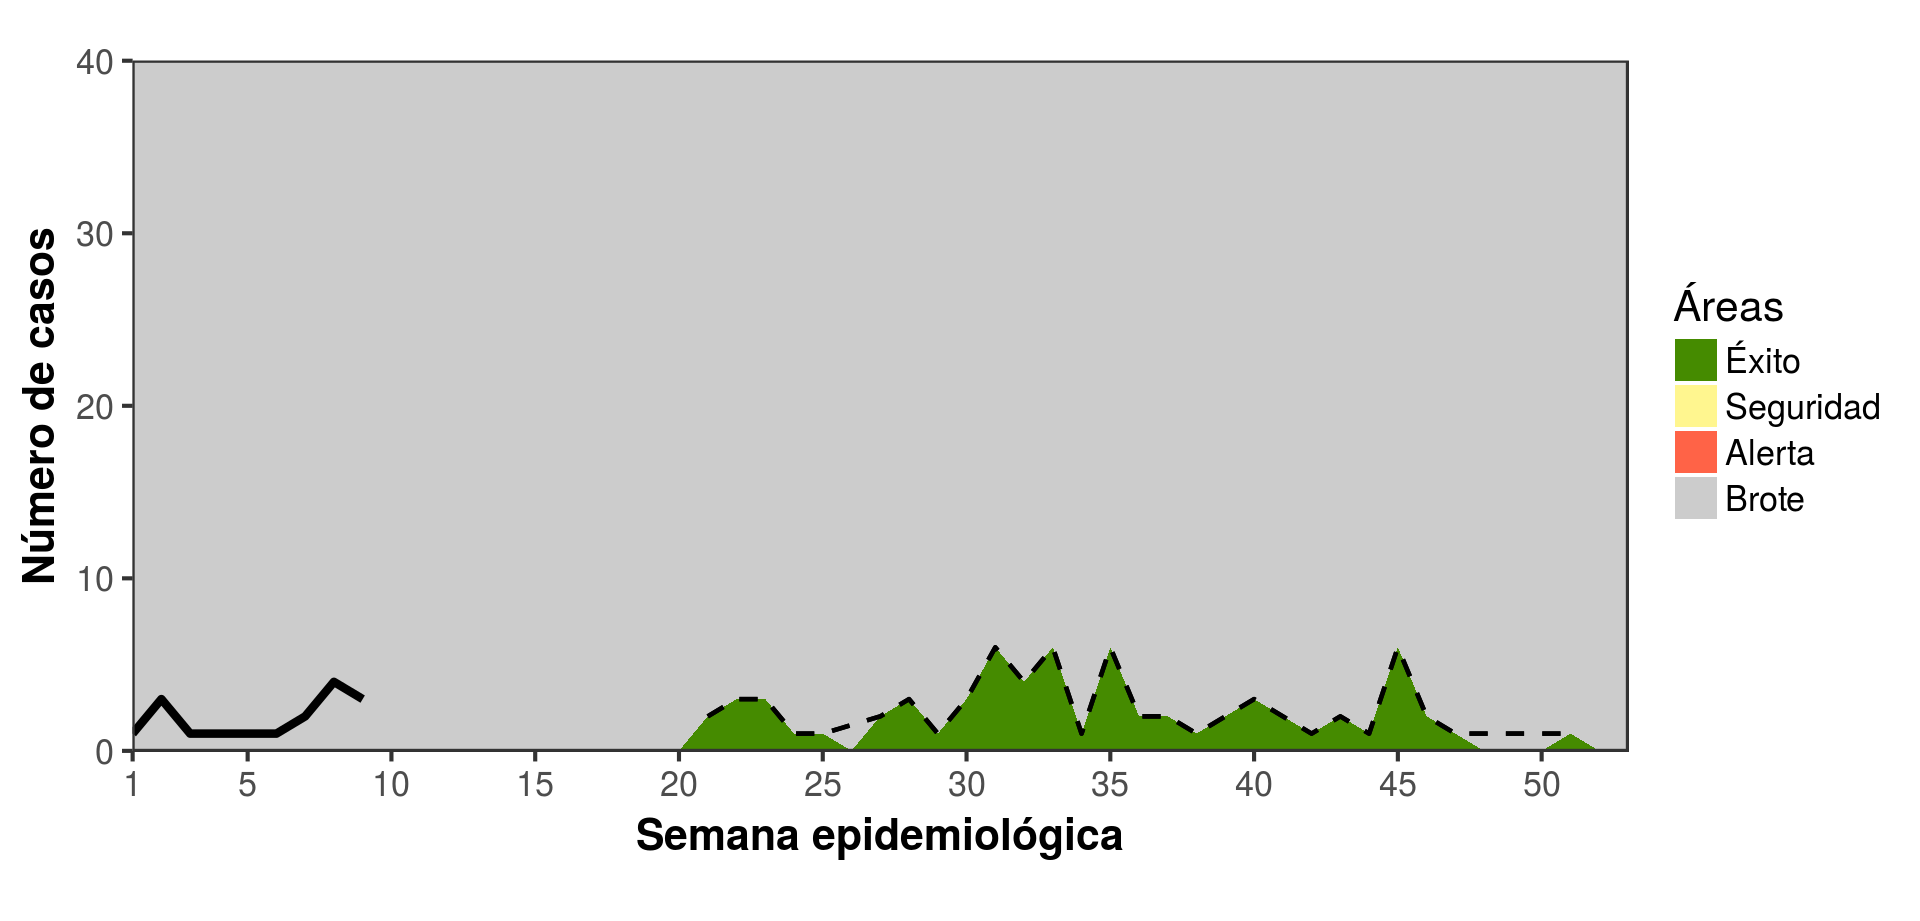 40
30
20
10
0
Número de casos
1 5 10 15 20 25 30 35 40 45 50
Semana epidemiológica
Áreas
Éxito
Seguridad
Alerta
Brote